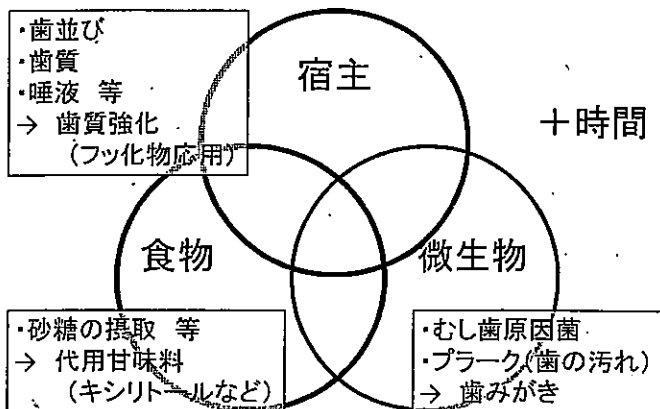 ・歯並び
・歯質
・唾液 等
→ 歯質強化
（フッ化物応用）
宿主
＋時間
食物
微生物
・砂糖の摂取 等
→ 代用甘味料
（キシリトールなど）
・むし歯原因菌
・プラーク（歯の汚れ）
→ 歯みがき